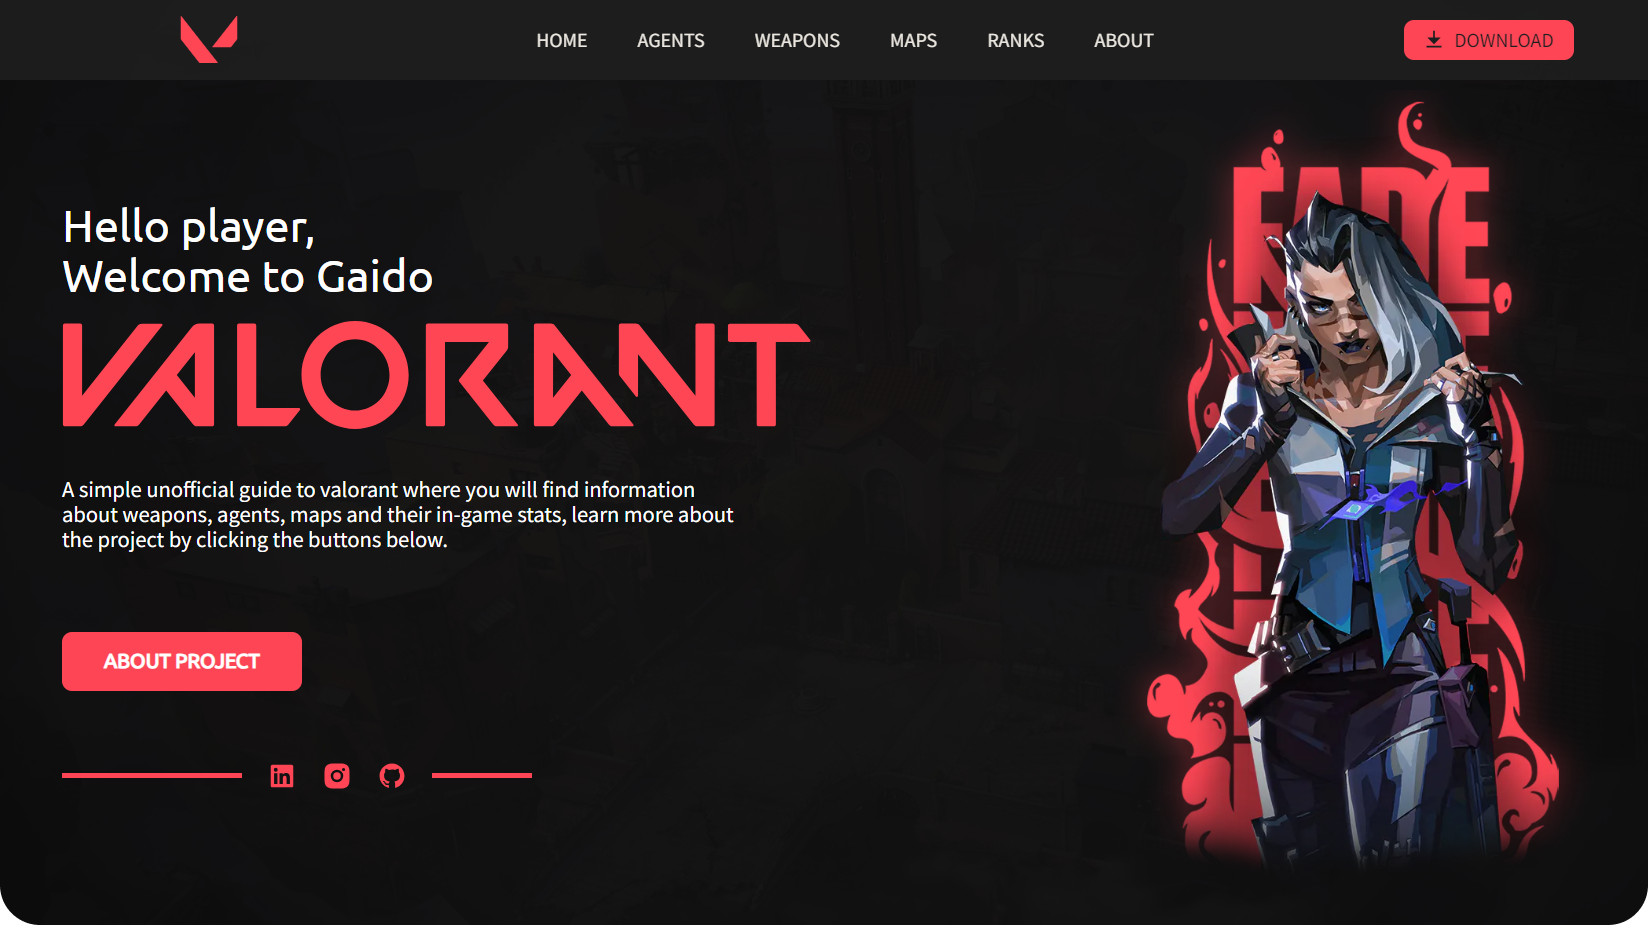 HOME AGENTS WEAPONS MAPS RANKS ABOUT DOWNLOAD
FADE
Hello player,
Welcome to Gaido
VALORANT
A simple unofficial guide to valorant where you will find information
about weapons, agents, maps and their in-game stats, learn more about
the project by clicking the buttons below.
ABOUT PROJECT
in